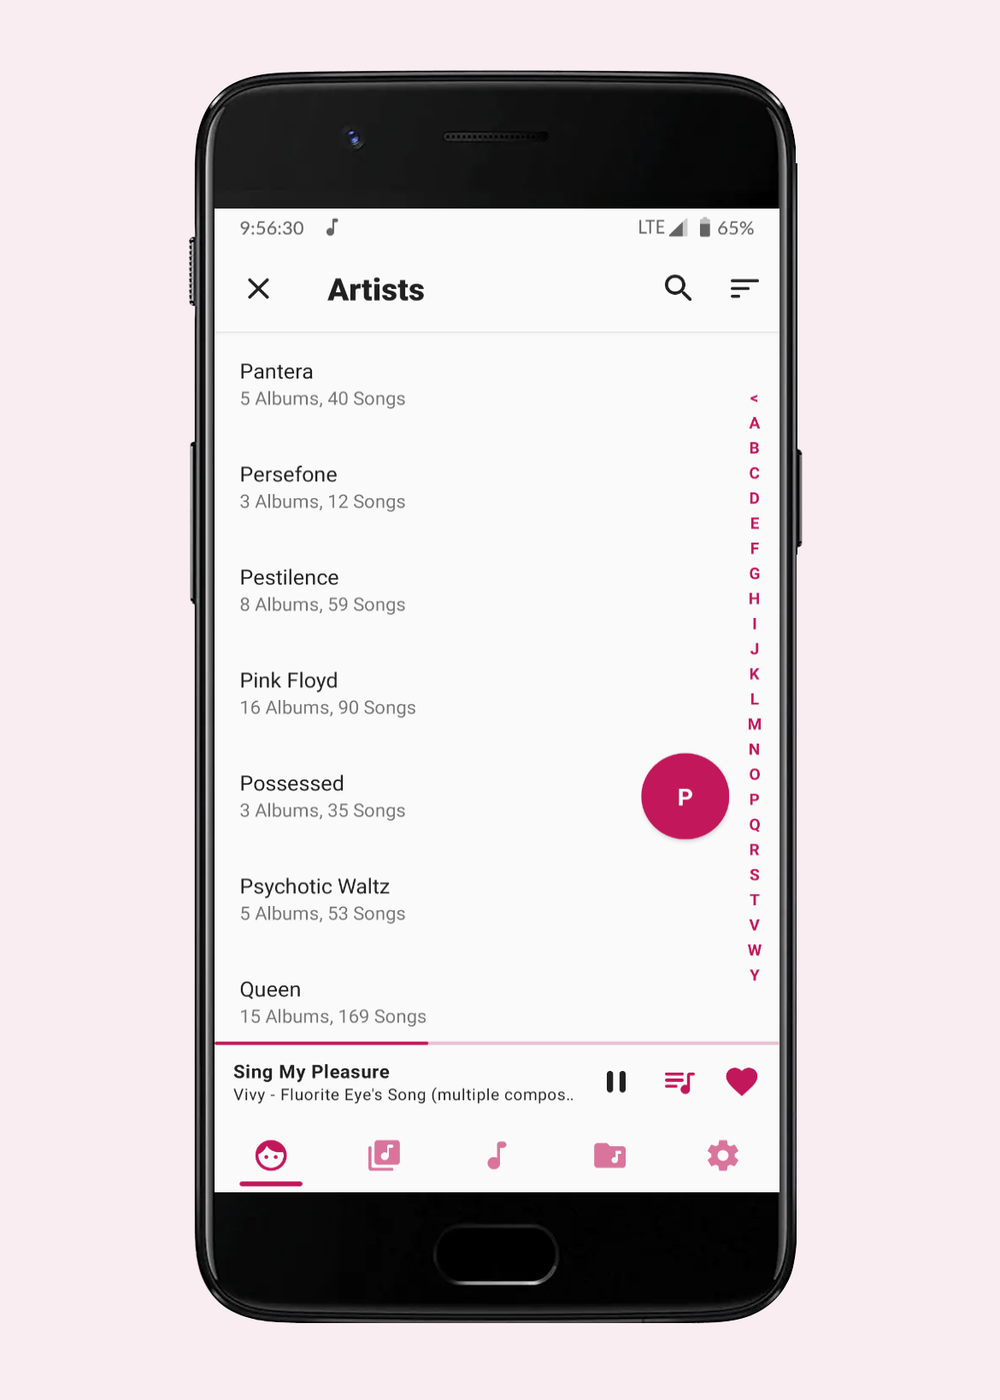 9:56:30 LTE 65%
Artists
Pantera
5 Albums, 40 Songs
Persefone
3 Albums, 12 Songs
Pestilence
8 Albums, 59 Songs
Pink Floyd
16 Albums, 90 Songs
Possessed
3 Albums, 35 Songs
Psychotic Waltz
5 Albums, 53 Songs
Queen
15 Albums, 169 Songs
<
A
B
C
D
E
F
G
H
I
J
K
L
M
N
O
P
Q
R
S
T
V
W
Y
P
Sing My Pleasure
Vivy - Fluorite Eye's Song (multiple compos..